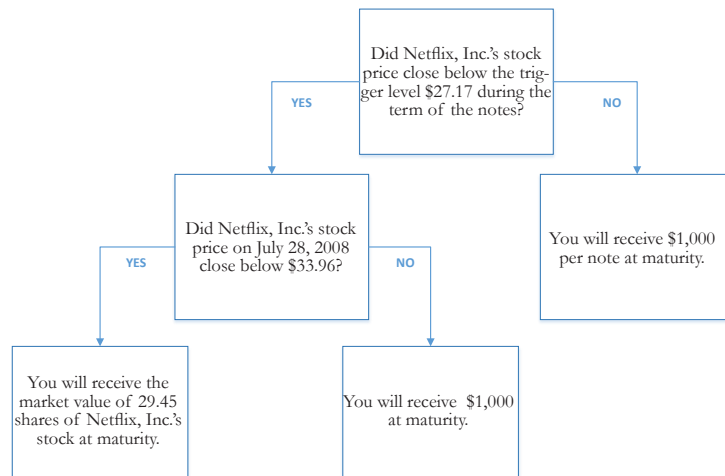 Did Netflix, Inc.'s stock
price close below the trig-
ger level $27.17 during the
term of the notes?
YES
NO
Did Netflix, Inc.'s stock
price on July 28, 2008
close below $33.96?
You will receive $1,000
per note at maturity.
YES
NO
You will receive the
market value of 29.45
shares of Netflix, Inc.'s
stock at maturity.
You will receive $1,000
at maturity.